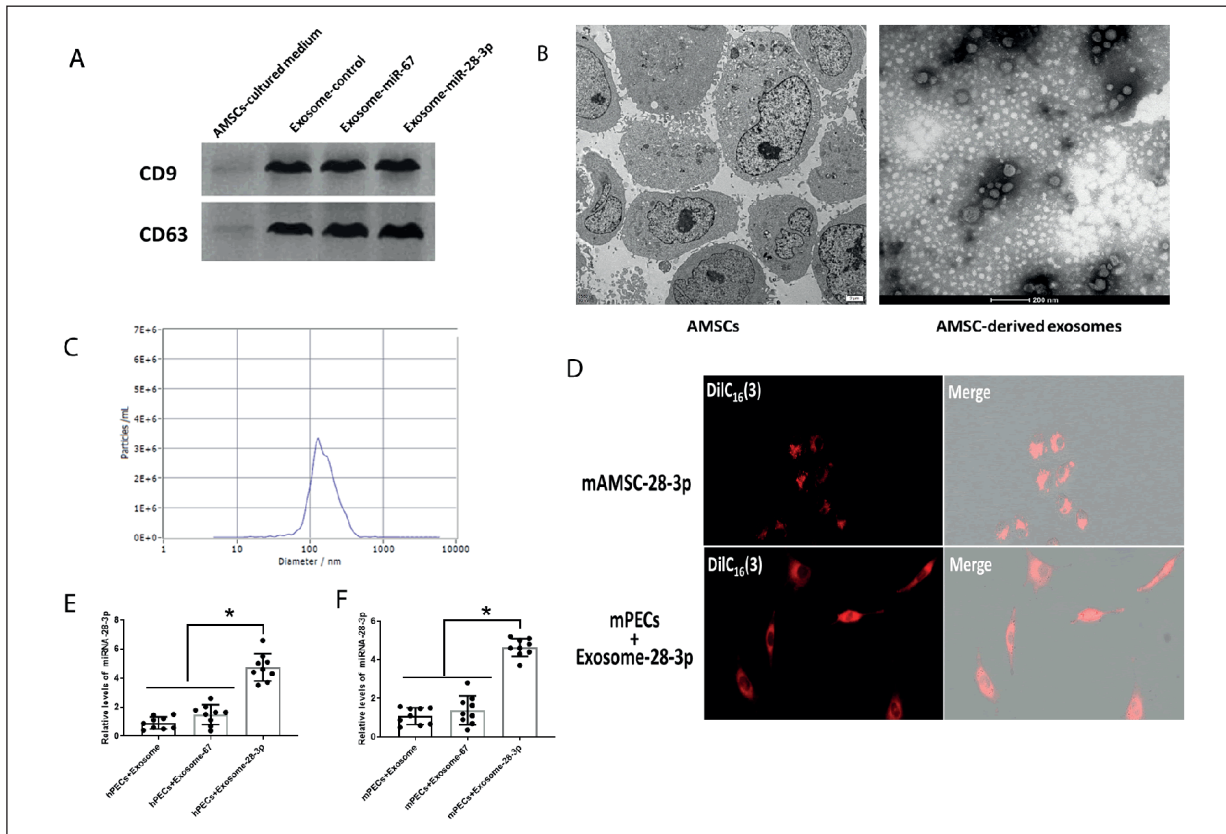 A
AMSCs-cultured medium
Exosome-control
Exosome-miR-67
Exosome-miR-28-3p
CD9
CD63
B
2 µm
200 nm
AMSCs
AMSC-derived exosomes
C
Particles /mL
7E+6
6E+6
5E+6
4E+6
3E+6
2E+6
1E+6
0E+0
1
10
100
1000
10000
Diameter / nm
D
DiIC16(3)
Merge
mAMSC-28-3p
DiIC16(3)
Merge
mPECs
+
Exosome-28-3p
E
Relative levels of miRNA-28-3p
8
6
4
2
0
*
hPECs+Exosome
hPECs+Exosome-67
hPECs+Exosome-28-3p
F
Relative levels of miRNA-28-3p
6
4
2
0
*
mPECs+Exosome
mPECs+Exosome-67
mPECs+Exosome-28-3p